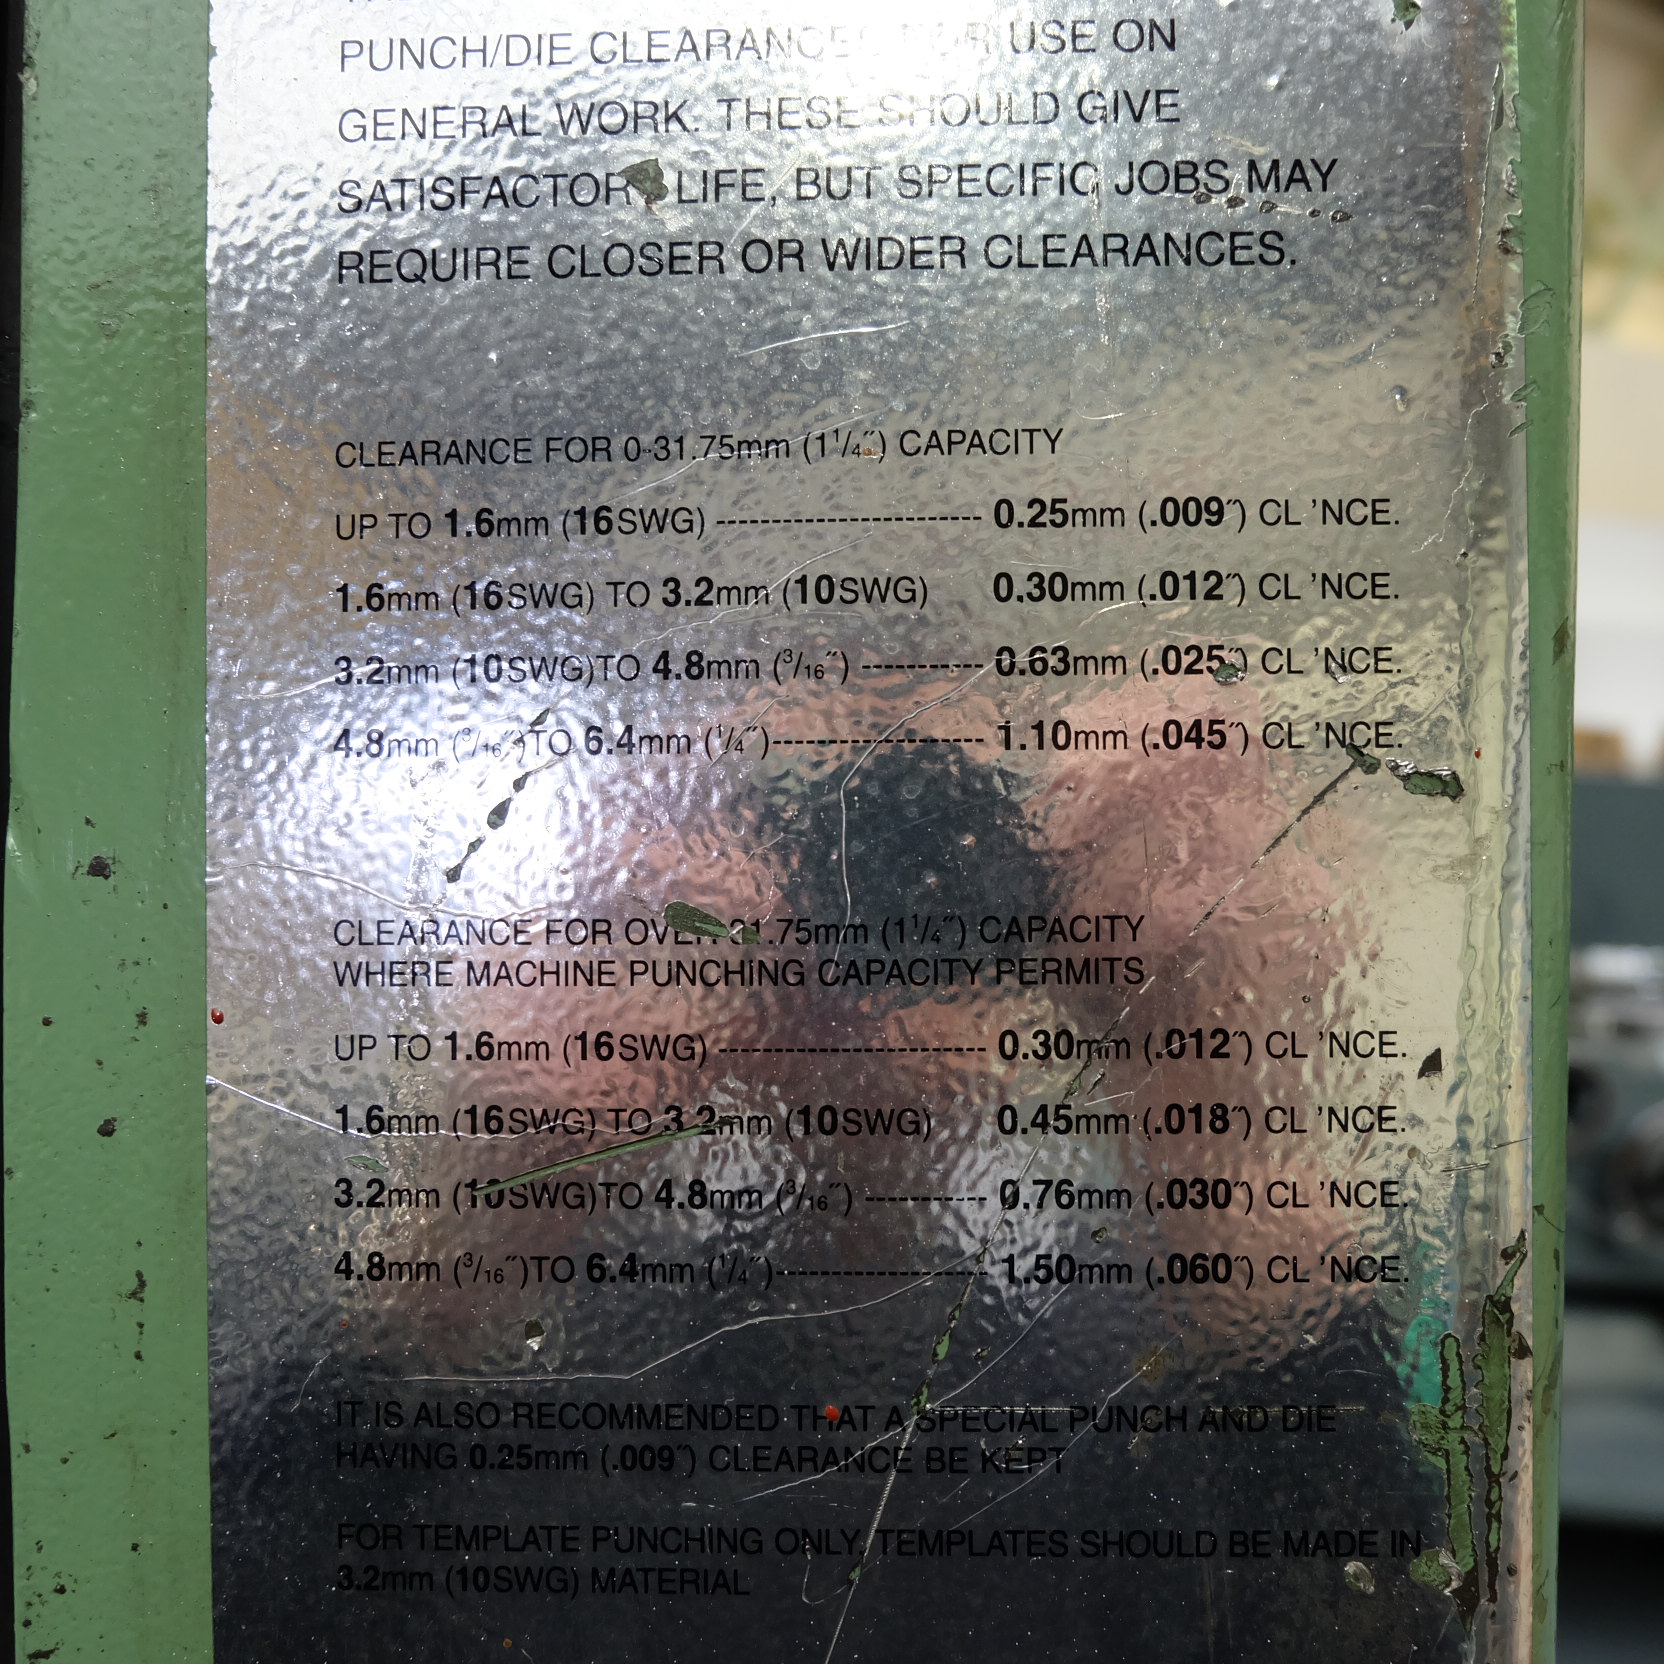 PUNCH/DIE CLEARANCES FOR USE ON
GENERAL WORK. THESE SHOULD GIVE
SATISFACTORY LIFE, BUT SPECIFIC JOBS MAY
REQUIRE CLOSER OR WIDER CLEARANCES.
CLEARANCE FOR 0-31.75mm (1 1/4″) CAPACITY
UP TO 1.6mm (16SWG) ------------------------ 0.25mm (.009″) CL 'NCE.
1.6mm (16SWG) TO 3.2mm (10SWG) 0.30mm (.012″) CL 'NCE.
3.2mm (10SWG)TO 4.8mm (3/16″) ----------- 0.63mm (.025″) CL 'NCE.
4.8mm (3/16″)TO 6.4mm (1/4″)------------------- 1.10mm (.045″) CL 'NCE.
CLEARANCE FOR OVER 31.75mm (1 1/4″) CAPACITY
WHERE MACHINE PUNCHING CAPACITY PERMITS
UP TO 1.6mm (16SWG) ------------------------ 0.30mm (.012″) CL 'NCE.
1.6mm (16SWG) TO 3.2mm (10SWG) 0.45mm (.018″) CL 'NCE.
3.2mm (10SWG)TO 4.8mm (3/16″) ----------- 0.76mm (.030″) CL 'NCE.
4.8mm (3/16″)TO 6.4mm (1/4″)------------------- 1.50mm (.060″) CL 'NCE.
IT IS ALSO RECOMMENDED THAT A SPECIAL PUNCH AND DIE
HAVING 0.25mm (.009″) CLEARANCE BE KEPT
FOR TEMPLATE PUNCHING ONLY, TEMPLATES SHOULD BE MADE IN
3.2mm (10SWG) MATERIAL